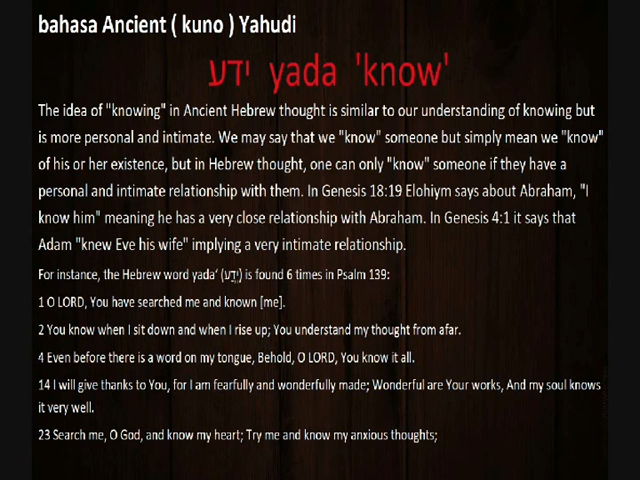 bahasa Ancient ( kuno ) Yahudi
ידע yada 'know'
The idea of "knowing" in Ancient Hebrew thought is similar to our understanding of knowing but
is more personal and intimate. We may say that we "know" someone but simply mean we "know"
of his or her existence, but in Hebrew thought, one can only "know" someone if they have a
personal and intimate relationship with them. In Genesis 18:19 Elohiym says about Abraham, "I
know him" meaning he has a very close relationship with Abraham. In Genesis 4:1 it says that
Adam "knew Eve his wife" implying a very intimate relationship.
For instance, the Hebrew word yada‘ (יָדַע) is found 6 times in Psalm 139:
1 O LORD, You have searched me and known [me].
2 You know when I sit down and when I rise up; You understand my thought from afar.
4 Even before there is a word on my tongue, Behold, O LORD, You know it all.
14 I will give thanks to You, for I am fearfully and wonderfully made; Wonderful are Your works, And my soul knows
it very well.
23 Search me, O God, and know my heart; Try me and know my anxious thoughts;